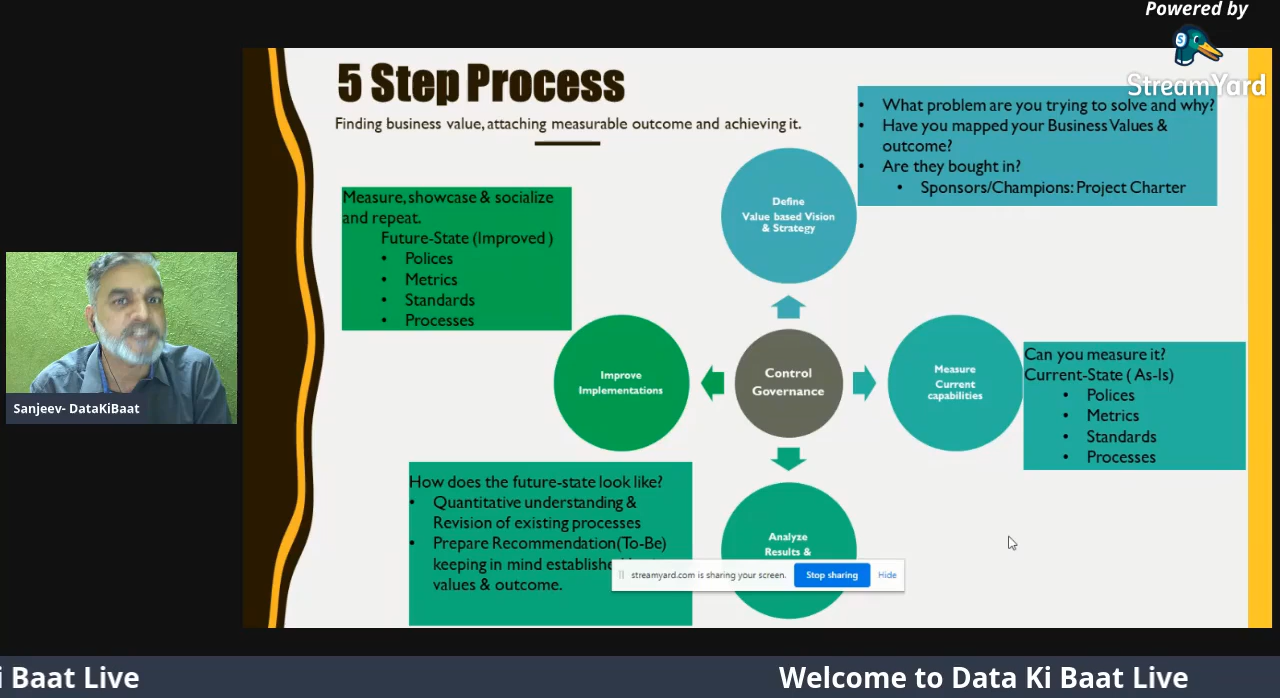 Powered by
StreamYard
5 Step Process
Finding business value, attaching measurable outcome and achieving it.
• What problem are you trying to solve and why?
• Have you mapped your Business Values &
outcome?
• Are they bought in?
• Sponsors/Champions: Project Charter
Define
Value based Vision
& Strategy
Measure, showcase & socialize
and repeat.
Future-State (Improved )
• Polices
• Metrics
• Standards
• Processes
Improve
Implementations
Control
Governance
Measure
Current
capabilities
Can you measure it?
Current-State ( As-Is)
• Polices
• Metrics
• Standards
• Processes
How does the future-state look like?
• Quantitative understanding &
Revision of existing processes
• Prepare Recommendation(To-Be)
keeping in mind
values & outcome.
Analyze
Results &
streamyard.com is sharing your screen.
Stop sharing
Hide
Sanjeev- DataKiBaat
i Baat Live
Welcome to Data Ki Baat Live